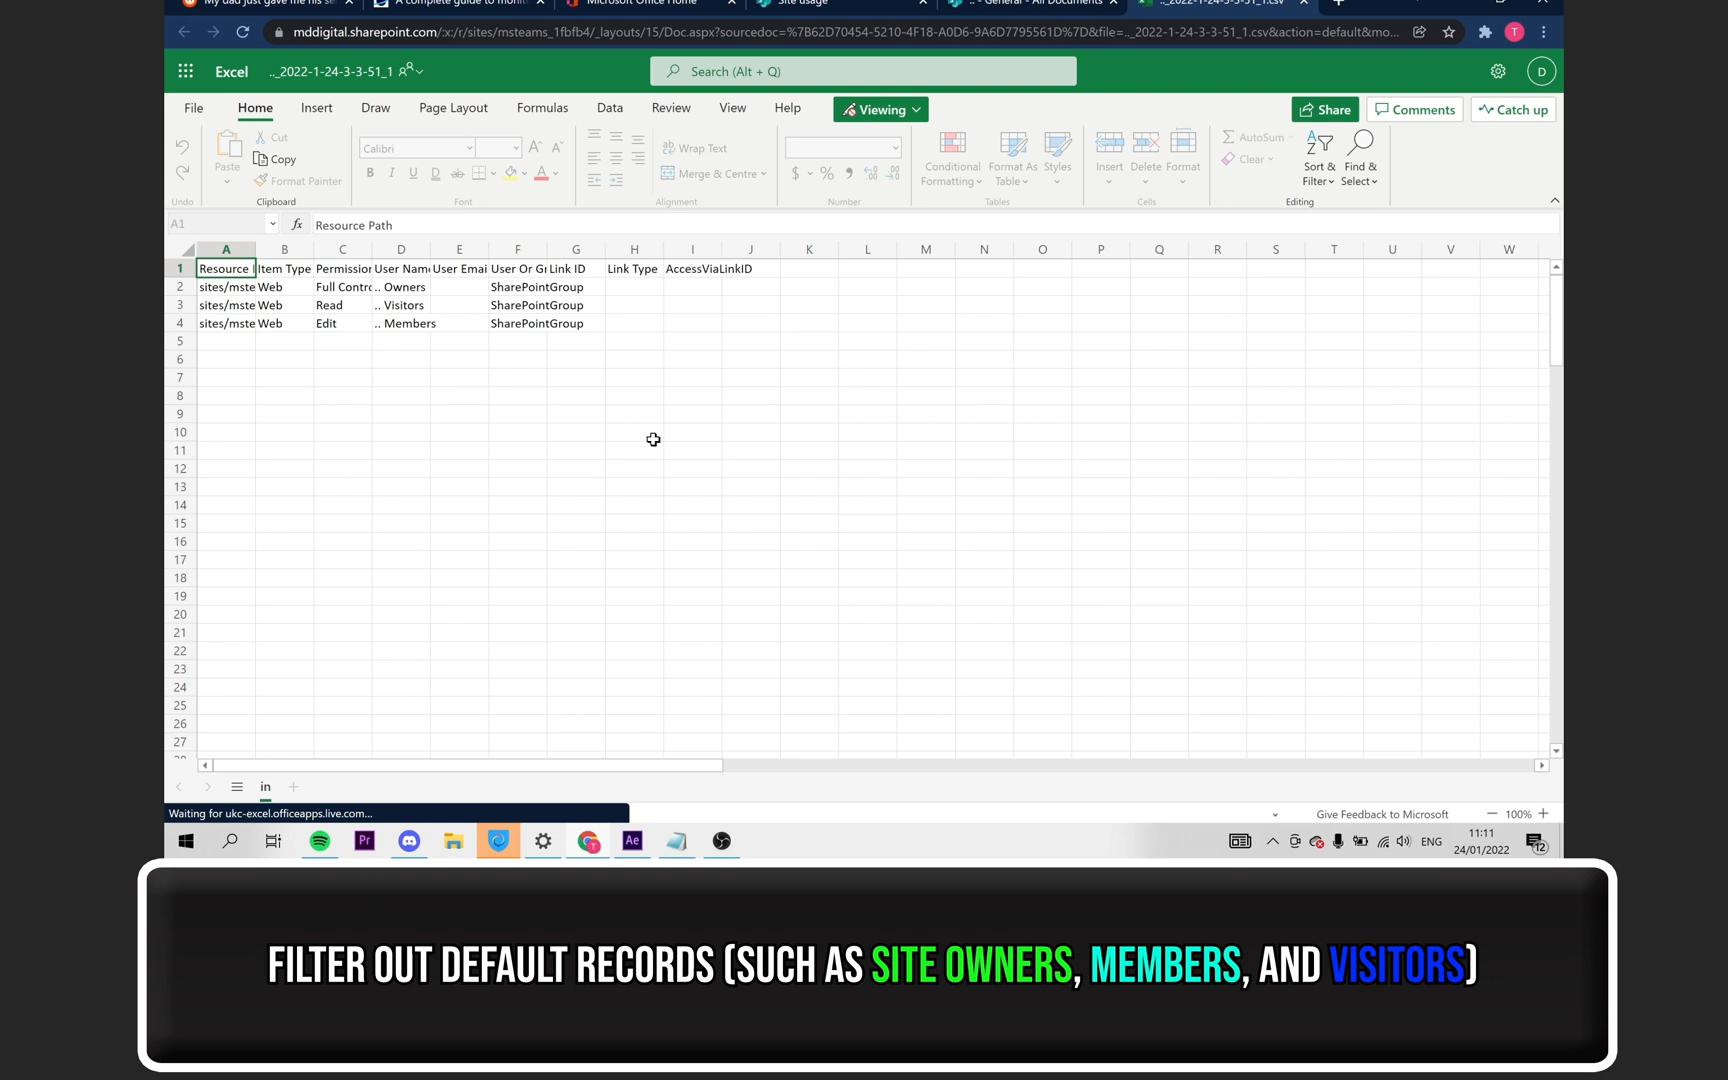 My dad just gave me his se
A complete guide to monit
Microsoft Office Home
Site usage
.. - General - All Documents
.._2022-1-24-3-3-51_1.csv
mddigital.sharepoint.com/:x:/r/sites/msteams_1fbfb4/_layouts/15/Doc.aspx?sourcedoc=%7B62D70454-5210-4F18-A0D6-9A6D7795561D%7D&file=.._2022-1-24-3-3-51_1.csv&action=default&mo...
T
Excel .._2022-1-24-3-3-51_1 Search (Alt + Q) D
File Home Insert Draw Page Layout Formulas Data Review View Help Viewing Share Comments Catch up
Paste Cut Copy Format Painter
Calibri
B I U D ab A
Wrap Text
Merge & Centre
$ % 9
Conditional Formatting Format As Table Styles
Insert Delete Format
AutoSum
Clear
Sort & Filter Find & Select
Undo Clipboard Font Alignment Number Tables Cells Editing
A1 fx Resource Path
A B C D E F G H I J K L M N O P Q R S T U V W
1 Resource Item Type Permission User Nam User Emai User Or Gr Link ID Link Type AccessViaLinkID
2 sites/mste Web Full Contro .. Owners SharePointGroup
3 sites/mste Web Read .. Visitors SharePointGroup
4 sites/mste Web Edit .. Members SharePointGroup
5
6
7
8
9
10
11
12
13
14
15
16
17
18
19
20
21
22
23
24
25
26
27
in
Waiting for ukc-excel.officeapps.live.com... Give Feedback to Microsoft 100%
Pr Ae T ENG 11:11
24/01/2022 12
FILTER OUT DEFAULT RECORDS (SUCH AS SITE OWNERS, MEMBERS, AND VISITORS)